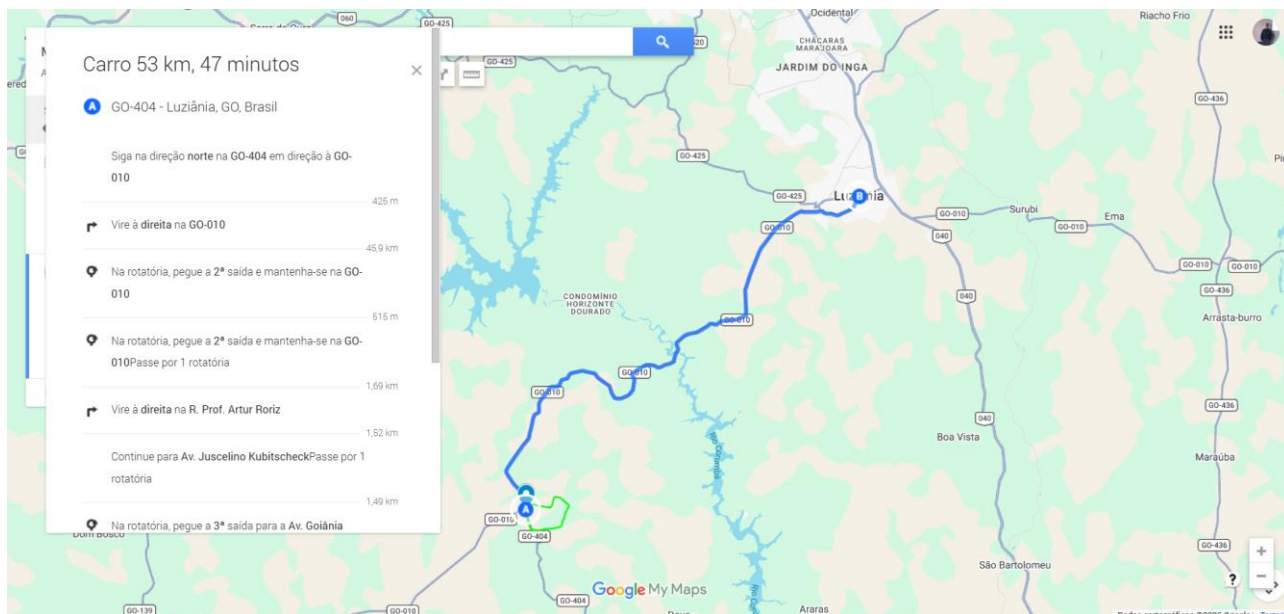 Carro 53 km, 47 minutos
GO-404 - Luziânia, GO, Brasil
A
Siga na direção norte na GO-404 em direção à GO-
010
425 m
Vire à direita na GO-010
45,9 km
Na rotatória, pegue a 2ª saída e mantenha-se na GO-
010
515 m
Na rotatória, pegue a 2ª saída e mantenha-se na GO-
010Passe por 1 rotatória
1,69 km
Vire à direita na R. Prof. Artur Roriz
1,52 km
Continue para Av. Juscelino KubitscheckPasse por 1
rotatória
1,49 km
Na rotatória, pegue a 3ª saída para a Av. Goiânia
Dom Bosco
GO-139
GO-010
060
GO-425
GO-425
Ocidental
CHÁCARAS
MARAJOARA
JARDIM DO INGÁ
Riacho Frio
GO-436
GO-425
GO-425
Luziânia
B
GO-010
GO-010
Surubi
Ema
GO-010
040
GO-010
GO-010
GO-436
GO-436
Arrasta-burro
040
CONDOMÍNIO
HORIZONTE
DOURADO
GO-010
GO-010
GO-010
GO-436
040
Boa Vista
Maraúba
Rio Corumbá
A
GO-010
GO-404
GO-436
São Bartolomeu
GO-404
Google My Maps
Araras
+
−
?